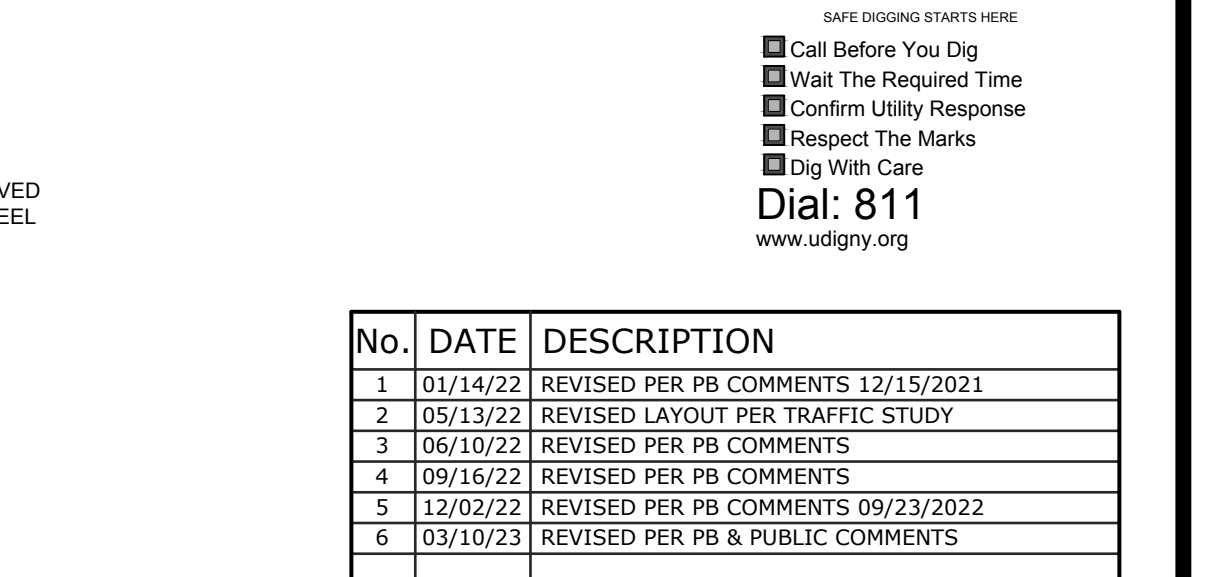 SAFE DIGGING STARTS HERE
Call Before You Dig
Wait The Required Time
Confirm Utility Response
Respect The Marks
Dig With Care
Dial: 811
www.udigny.org
VED
EEL
No. DATE DESCRIPTION
1 01/14/22 REVISED PER PB COMMENTS 12/15/2021
2 05/13/22 REVISED LAYOUT PER TRAFFIC STUDY
3 06/10/22 REVISED PER PB COMMENTS
4 09/16/22 REVISED PER PB COMMENTS
5 12/02/22 REVISED PER PB COMMENTS 09/23/2022
6 03/10/23 REVISED PER PB & PUBLIC COMMENTS